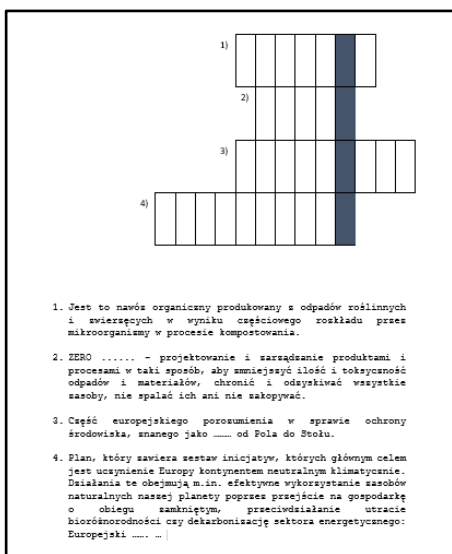 1)
2)
3)
4)
1. Jest to nawóz organiczny produkowany z odpadów roślinnych
i zwierzęcych w wyniku częściowego rozkładu przez
mikroorganizmy w procesie kompostowania.
2. ZERO ...... – projektowanie i zarządzanie produktami i
procesami w taki sposób, aby zmniejszyć ilość i toksyczność
odpadów i materiałów, chronić i odzyskiwać wszystkie
zasoby, nie spalać ich ani nie zakopywać.
3. Część europejskiego porozumienia w sprawie ochrony
środowiska, znanego jako …… od Pola do Stołu.
4. Plan, który zawiera zestaw inicjatyw, których głównym celem
jest uczynienie Europy kontynentem neutralnym klimatycznie.
Działania te obejmują m.in. efektywne wykorzystanie zasobów
naturalnych naszej planety poprzez przejście na gospodarkę
o obiegu zamkniętym, przeciwdziałanie utracie
bioróżnorodności czy dekarbonizację sektora energetycznego:
Europejski ...... …